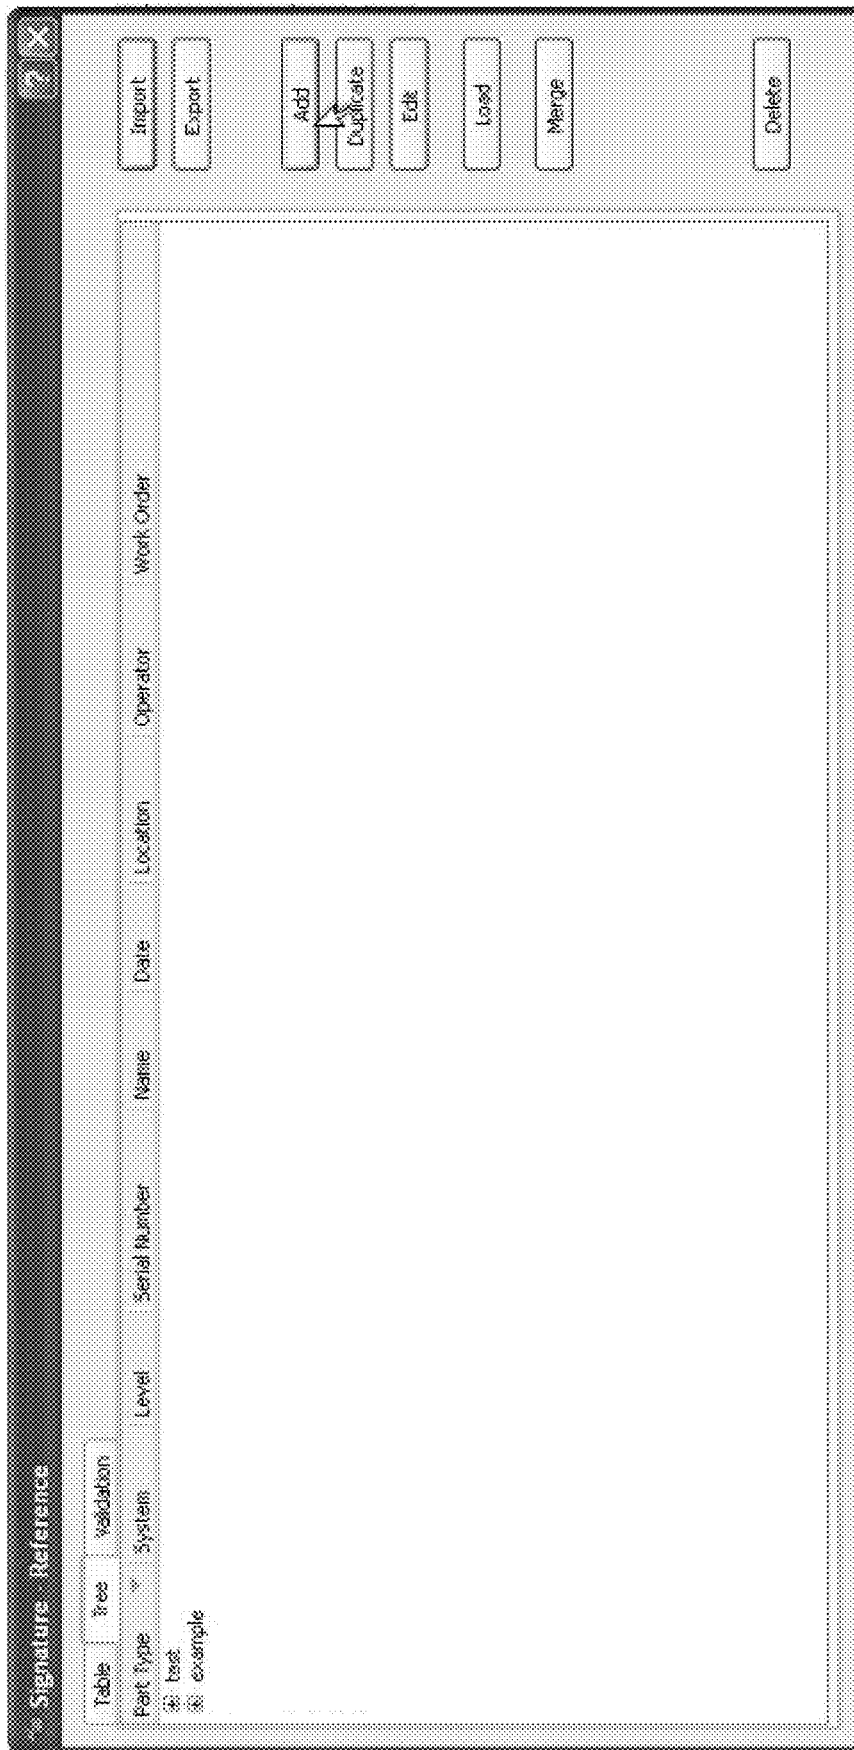 Signature Reference
Table Tree Validation
Part Type System Level Serial Number Name Date Location Operator Work Order
test
example
Import
Export
Add
Duplicate
Edit
Load
Merge
Delete